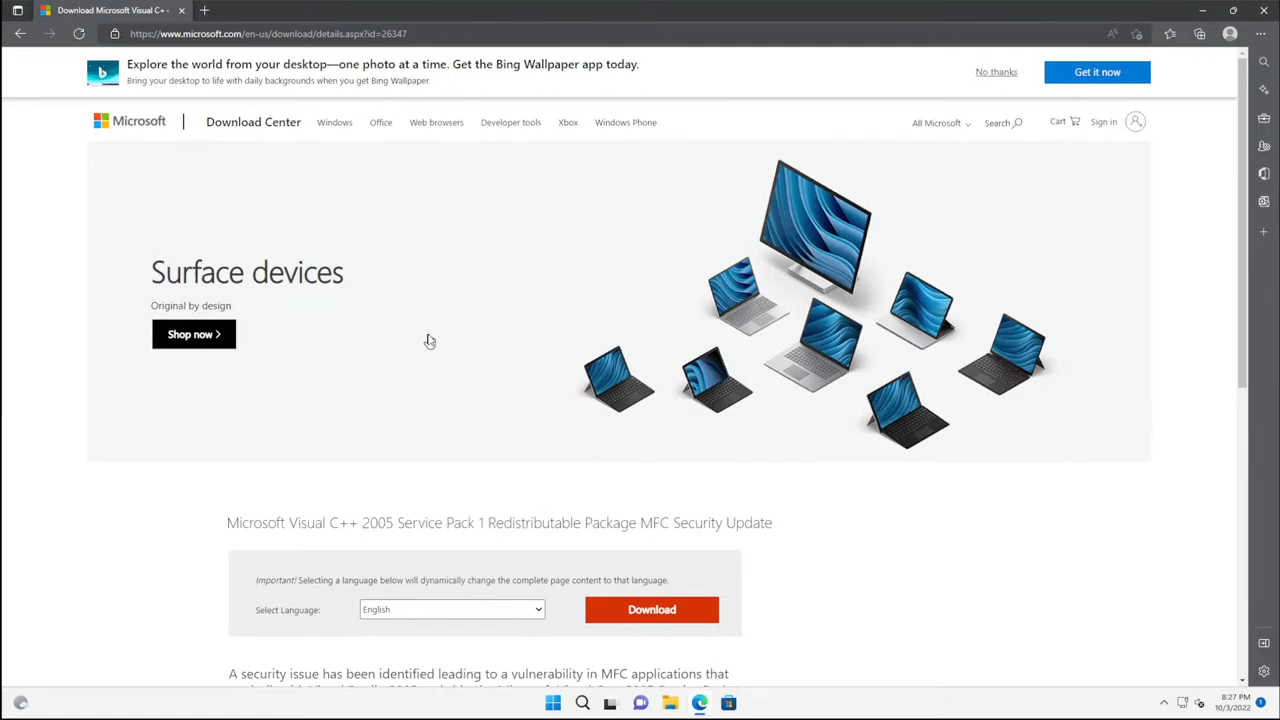 Download Microsoft Visual C++
https://www.microsoft.com/en-us/download/details.aspx?id=26347
Explore the world from your desktop—one photo at a time. Get the Bing Wallpaper app today.
Bring your desktop to life with daily backgrounds when you get Bing Wallpaper
No thanks
Get it now
Microsoft
Download Center
Windows
Office
Web browsers
Developer tools
Xbox
Windows Phone
All Microsoft
Search
Cart
Sign in
Surface devices
Original by design
Shop now
Microsoft Visual C++ 2005 Service Pack 1 Redistributable Package MFC Security Update
Important! Selecting a language below will dynamically change the complete page content to that language.
Select Language:
English
Download
A security issue has been identified leading to a vulnerability in MFC applications that
8:27 PM
10/3/2022